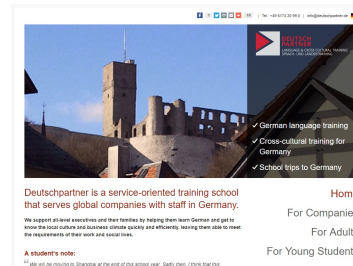 Tel.: +49 6174 20 99 0 | info@deutschpartner.de
DEUTSCH
PARTNER
LANGUAGE & CROSS-CULTURAL TRAINING
SPRACH- UND LANDESTRAINING
✓ German language training
✓ Cross-cultural training for
Germany
✓ School trips to Germany
Deutschpartner is a service-oriented training school
that serves global companies with staff in Germany.
We support all-level executives and their families by helping them learn German and get to
know the local culture and business climate quickly and efficiently, leaving them able to meet
the requirements of their work and social lives.
A student's note:
We will be moving to Shanghai at the end of this school year. Sadly then, I think that this
Hom
For Companie
For Adult
For Young Student